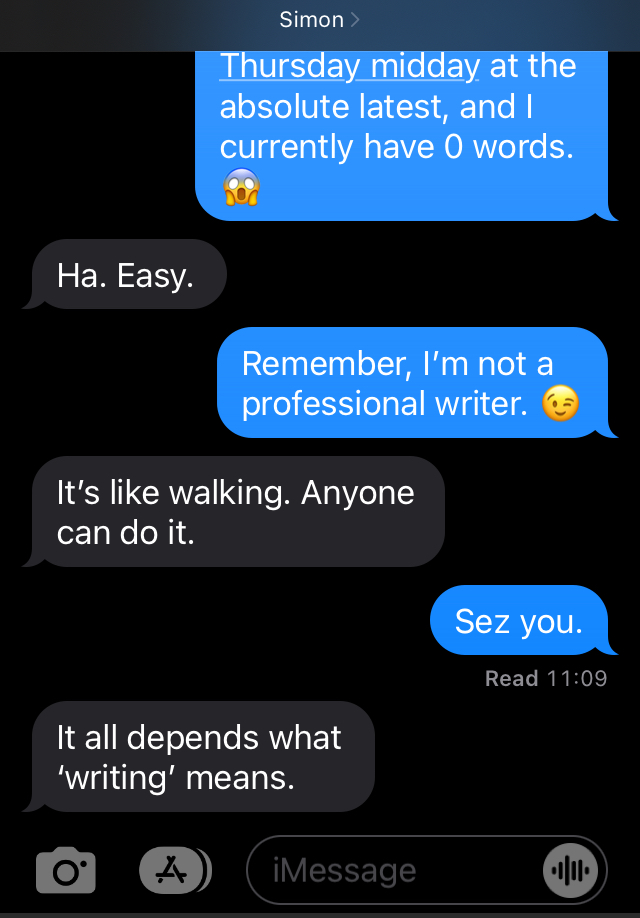 Simon
Thursday midday at the
absolute latest, and I
currently have 0 words.
😱
Ha. Easy.
Remember, I’m not a
professional writer. 😉
It’s like walking. Anyone
can do it.
Sez you.
Read 11:09
It all depends what
‘writing’ means.
iMessage